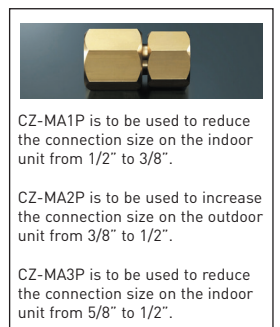 CZ-MA1P is to be used to reduce
the connection size on the indoor
unit from 1/2” to 3/8”.
CZ-MA2P is to be used to increase
the connection size on the outdoor
unit from 3/8” to 1/2”.
CZ-MA3P is to be used to reduce
the connection size on the indoor
unit from 5/8” to 1/2”.